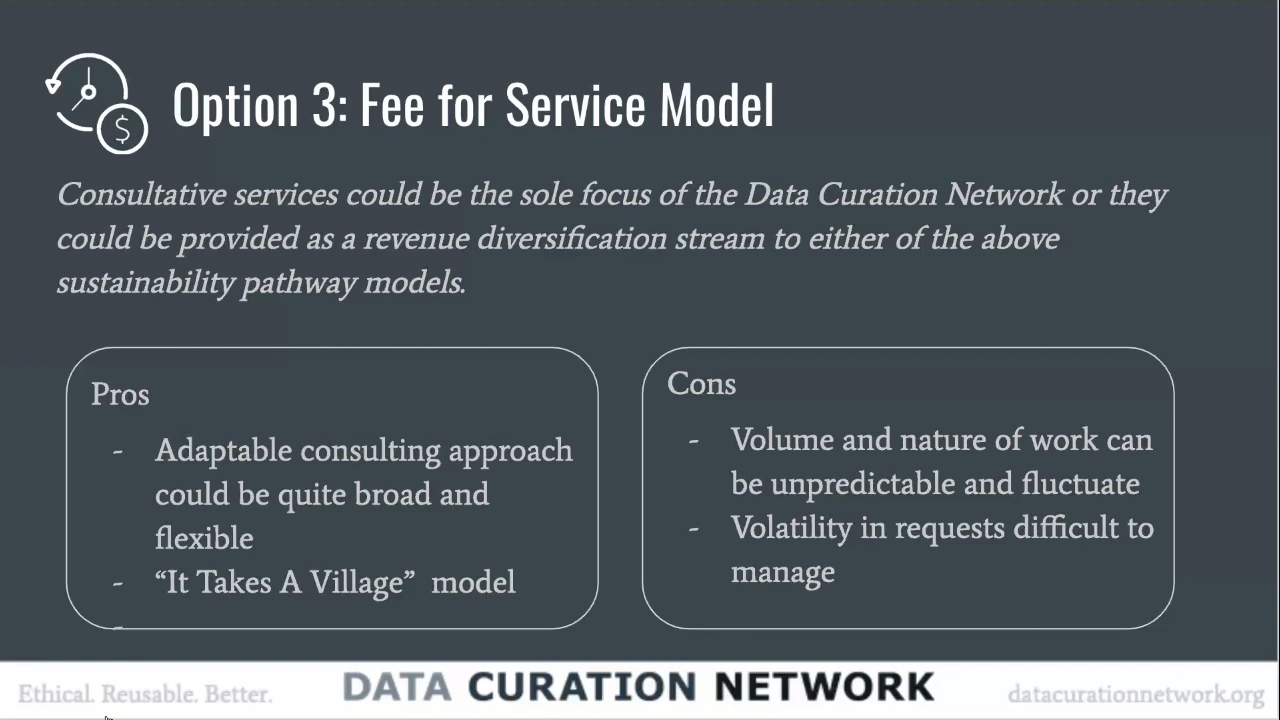 $
Option 3: Fee for Service Model
Consultative services could be the sole focus of the Data Curation Network or they
could be provided as a revenue diversification stream to either of the above
sustainability pathway models.
Pros
- Adaptable consulting approach
could be quite broad and
flexible
- “It Takes A Village”  model
-
Cons
- Volume and nature of work can
be unpredictable and fluctuate
- Volatility in requests difficult to
manage
Ethical. Reusable. Better.
DATA CURATION NETWORK
datacurationnetwork.org